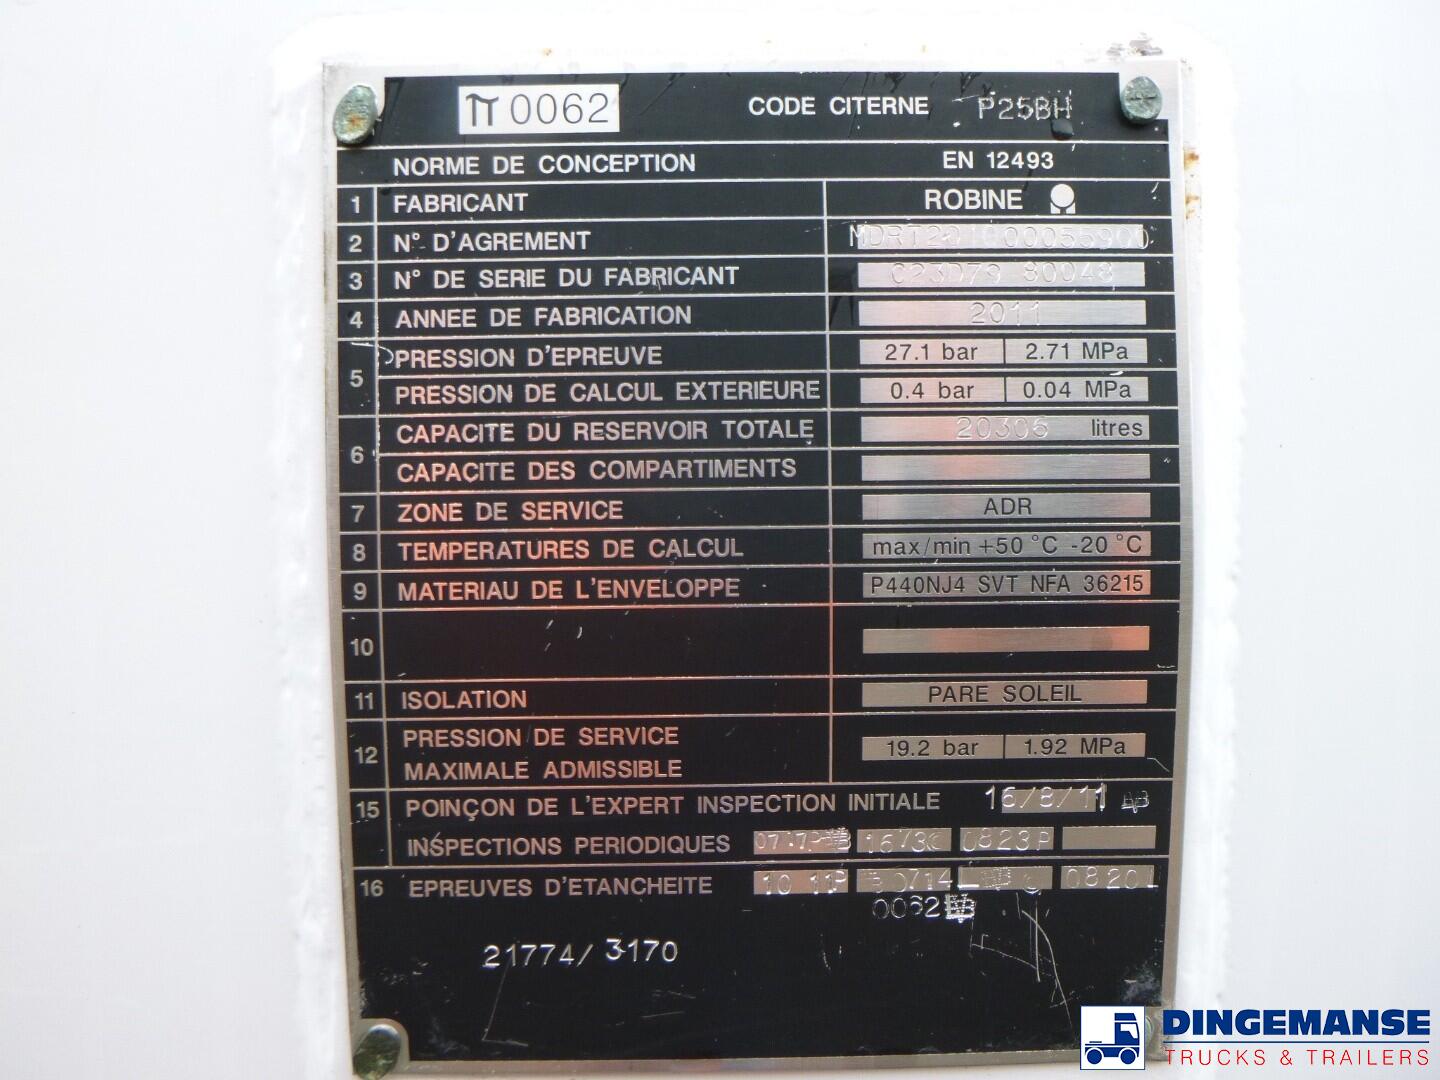 π 0062 CODE CITERNE P25BH
NORME DE CONCEPTION EN 12493
1 FABRICANT ROBINE
2 N° D'AGREMENT
3 N° DE SERIE DU FABRICANT 80048
4 ANNEE DE FABRICATION 2011
5 PRESSION D'EPREUVE 27.1 bar 2.71 MPa
PRESSION DE CALCUL EXTERIEURE 0.4 bar 0.04 MPa
6 CAPACITE DU RESERVOIR TOTALE 20306 litres
CAPACITE DES COMPARTIMENTS
7 ZONE DE SERVICE ADR
8 TEMPERATURES DE CALCUL max/min +50 °C -20 °C
9 MATERIAU DE L'ENVELOPPE P440NJ4 SVT NFA 36215
10
11 ISOLATION PARE SOLEIL
12 PRESSION DE SERVICE
MAXIMALE ADMISSIBLE 19.2 bar 1.92 MPa
15 POINÇON DE L'EXPERT INSPECTION INITIALE 16/8/11
INSPECTIONS PERIODIQUES 0823P
16 EPREUVES D'ETANCHEITE 0820L
0062
21774/3170
DINGEMANSE
TRUCKS & TRAILERS